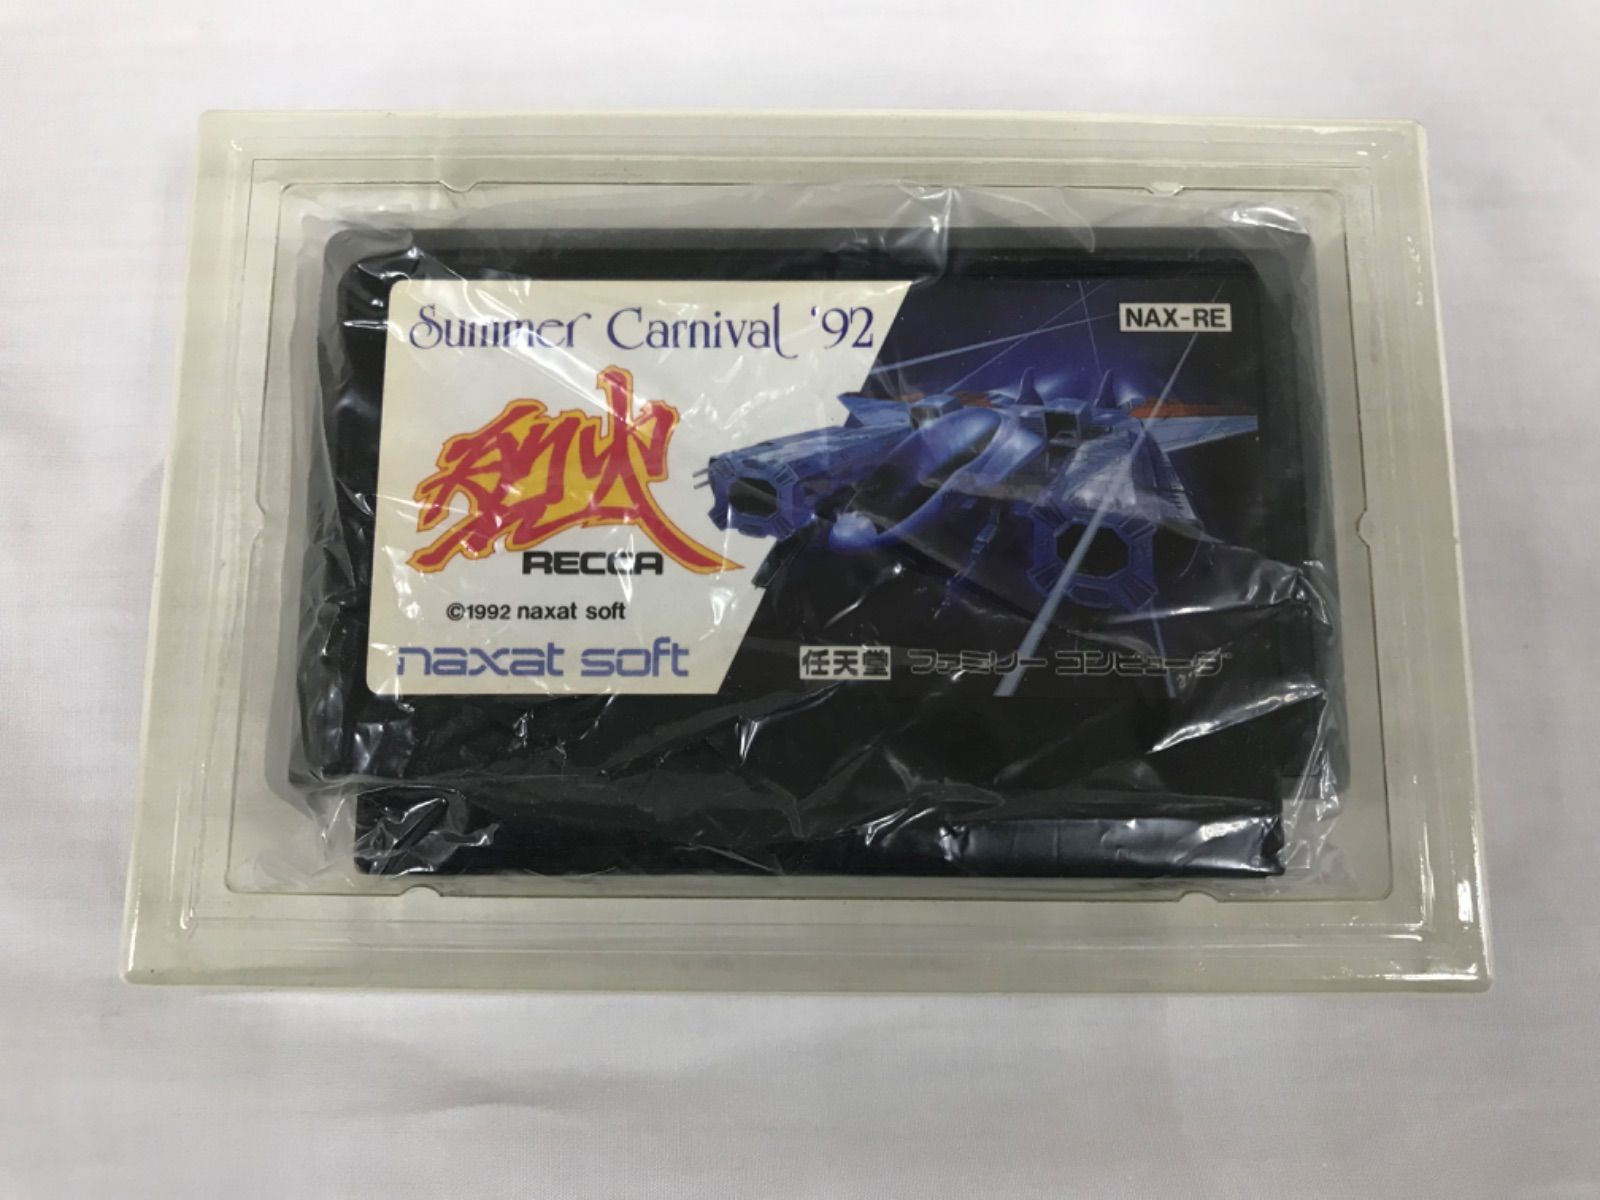 Summer Carnival '92
NAX-RE
烈火
RECCA
©1992 naxat soft
naxat soft
任天堂 ファミリーコンピュータ